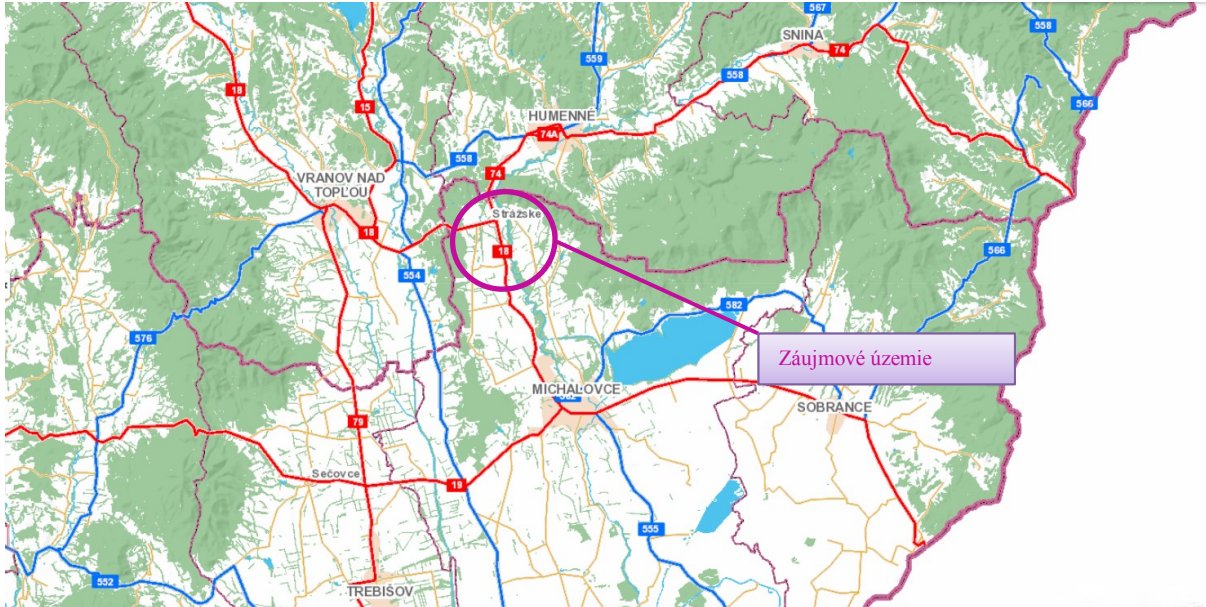 567
558
SNINA
74
559
558
18
566
15
HUMENNÉ
74A
558
74
VRANOV NAD
TOPĽOU
Strážske
18
18
566
554
582
576
Záujmové územie
MICHALOVCE
582
SOBRANCE
79
Sečovce
19
555
552
TREBIŠOV